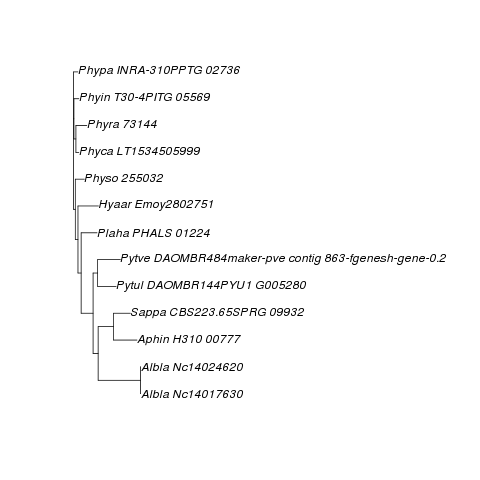 Phypa INRA-310PPTG 02736
Phyin T30-4PITG 05569
Phyra 73144
Phyca LT1534505999
Physo 255032
Hyaar Emoy2802751
Plaha PHALS 01224
Pytve DAOMBR484maker-pve contig 863-fgenesh-gene-0.2
Pytul DAOMBR144PYU1 G005280
Sappa CBS223.65SPRG 09932
Aphin H310 00777
Albla Nc14024620
Albla Nc14017630